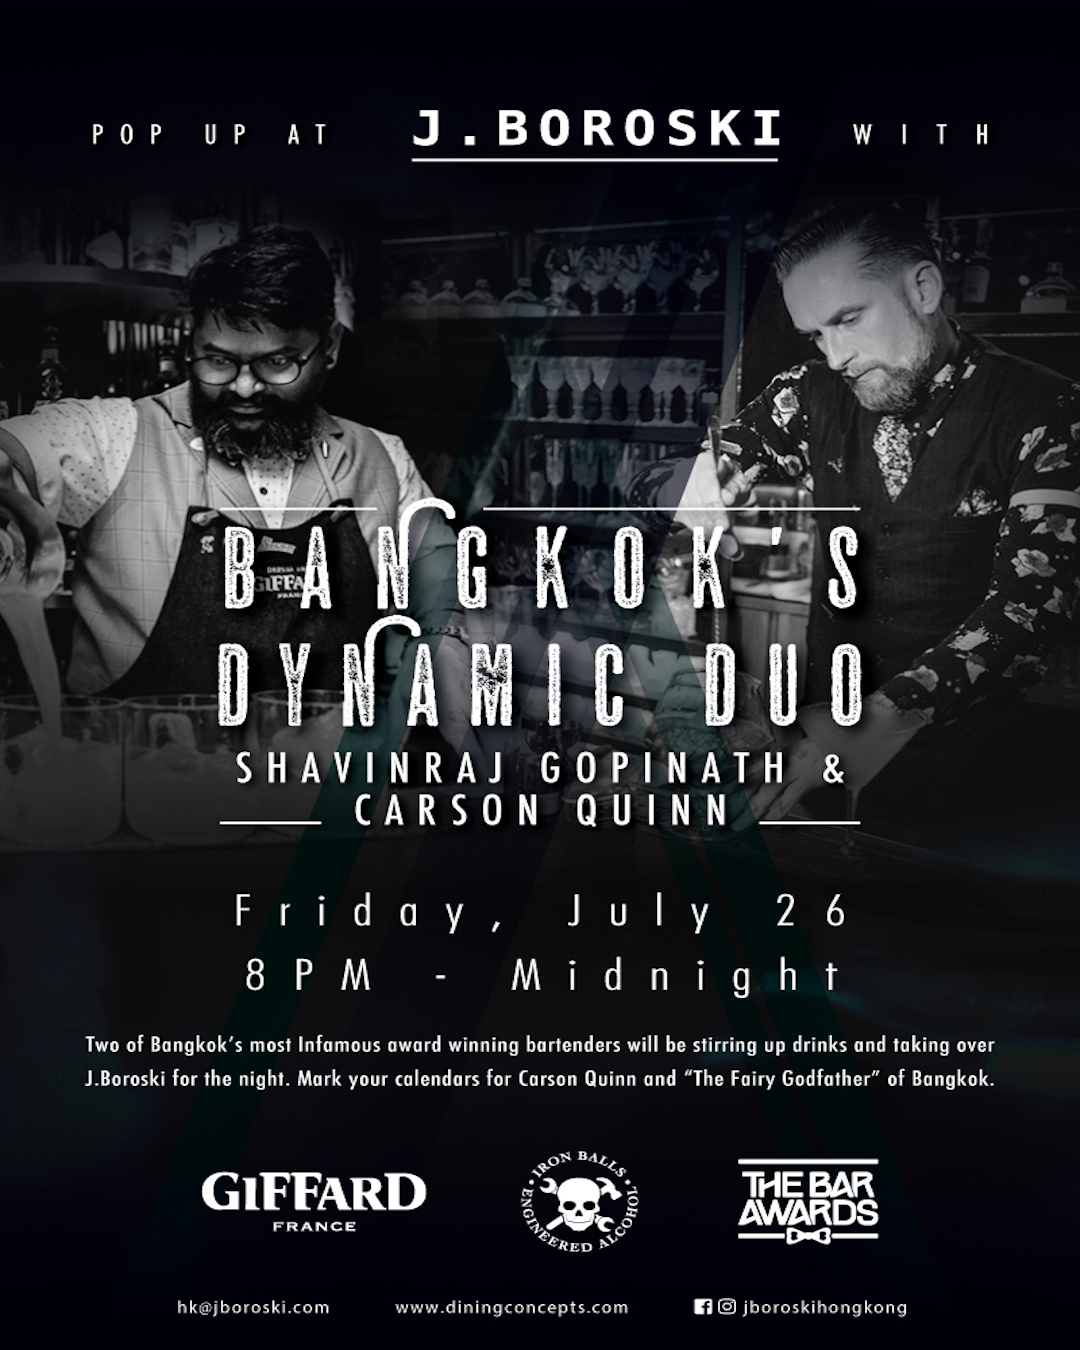 POP UP AT J.BOROSKI WITH
BANGKOK'S
DYNAMIC DUO
SHAVINRAJ GOPINATH &
CARSON QUINN
Friday, July 26
8PM - Midnight
Two of Bangkok's most Infamous award winning bartenders will be stirring up drinks and taking over
J.Boroski for the night. Mark your calendars for Carson Quinn and “The Fairy Godfather” of Bangkok.
GIFFARD
FRANCE
IRON BALLS
ENGINEERED ALCOHOL
THE BAR
AWARDS
hk@jboroski.com www.diningconcepts.com jboroskihongkong